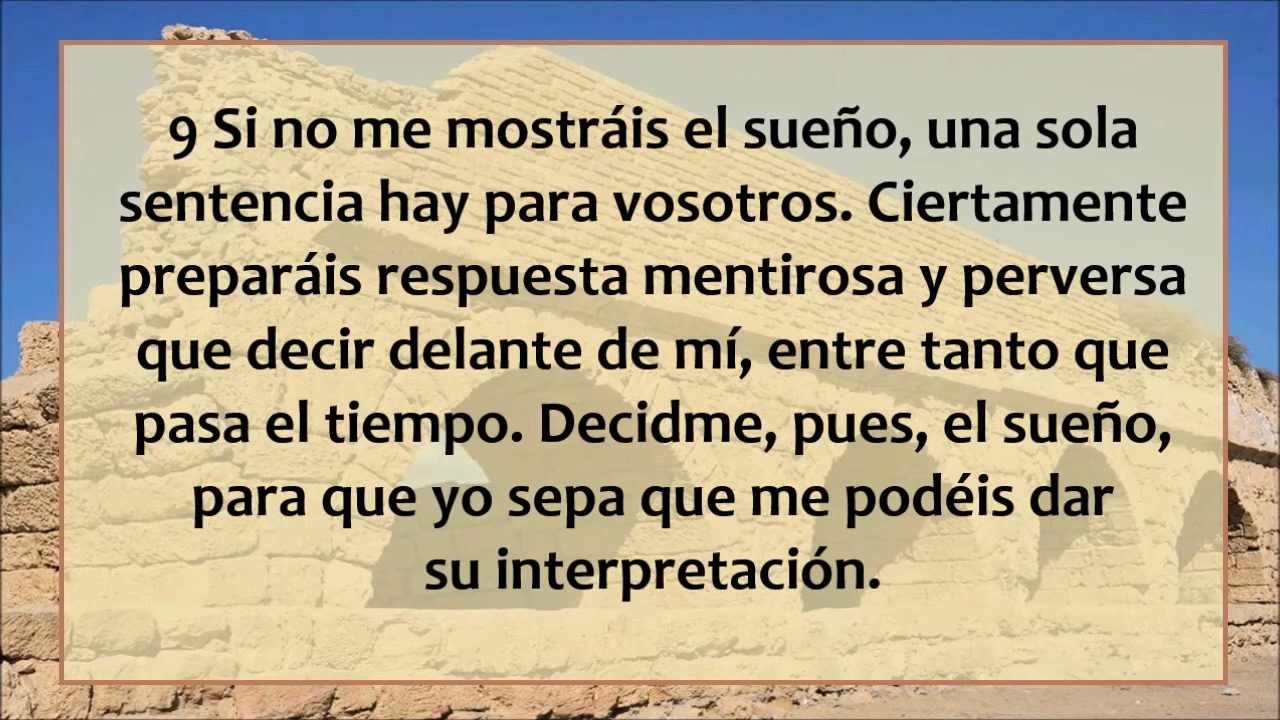 9 Si no me mostráis el sueño, una sola
sentencia hay para vosotros. Ciertamente
preparáis respuesta mentirosa y perversa
que decir delante de mí, entre tanto que
pasa el tiempo. Decidme, pues, el sueño,
para que yo sepa que me podéis dar
su interpretación.